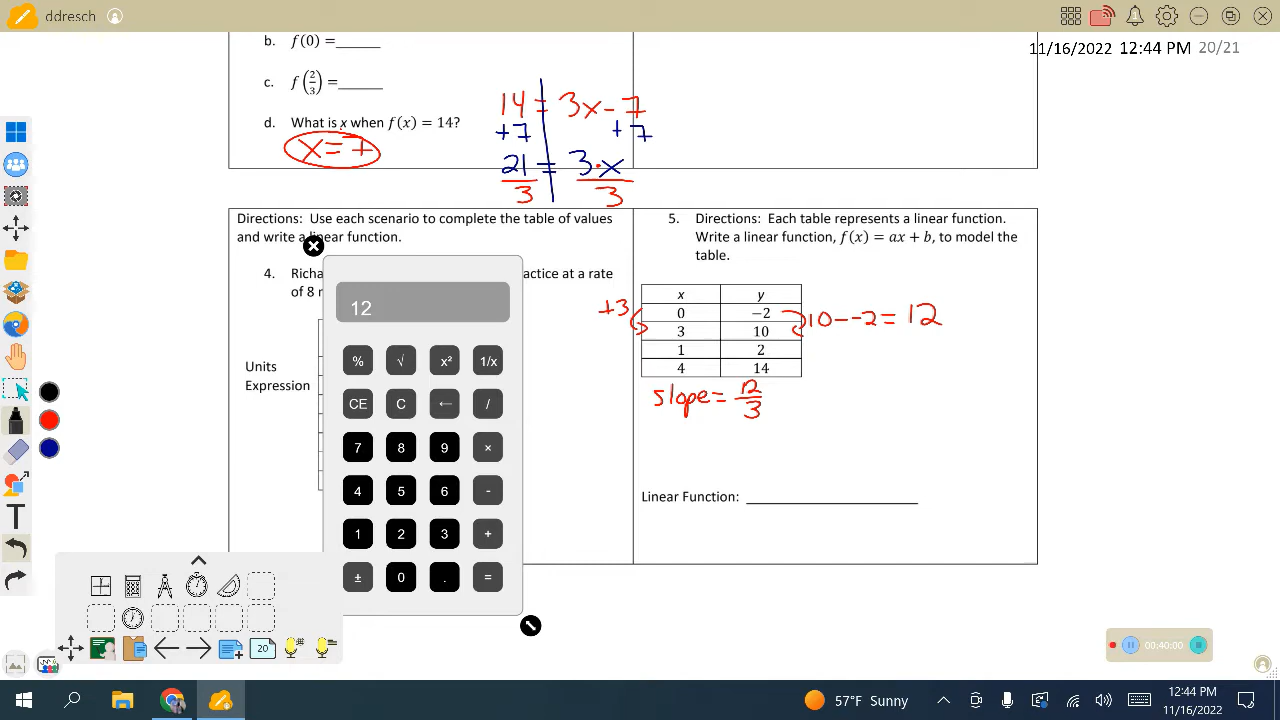 ddresch
11/16/2022 12:44 PM 20/21
b. f(0) =______
c. f(2/3) =______
d. What is x when f(x) = 14?
x = 7
14 = 3x - 7
+7 +7
21 = 3·x
3 3
Directions: Use each scenario to complete the table of values
and write a linear function.
4. Richa actice at a rate
of 8 r
Units
Expression
12
% √ x² 1/x
CE C ← /
7 8 9 ×
4 5 6 -
1 2 3 +
± 0 . =
5. Directions: Each table represents a linear function.
Write a linear function, f(x) = ax + b, to model the
table.
x y
0 −2
3 10
1 2
4 14
+3
10 - -2 = 12
slope = 12/3
Linear Function: ______________________
20
00:40:00
57°F Sunny
12:44 PM
11/16/2022